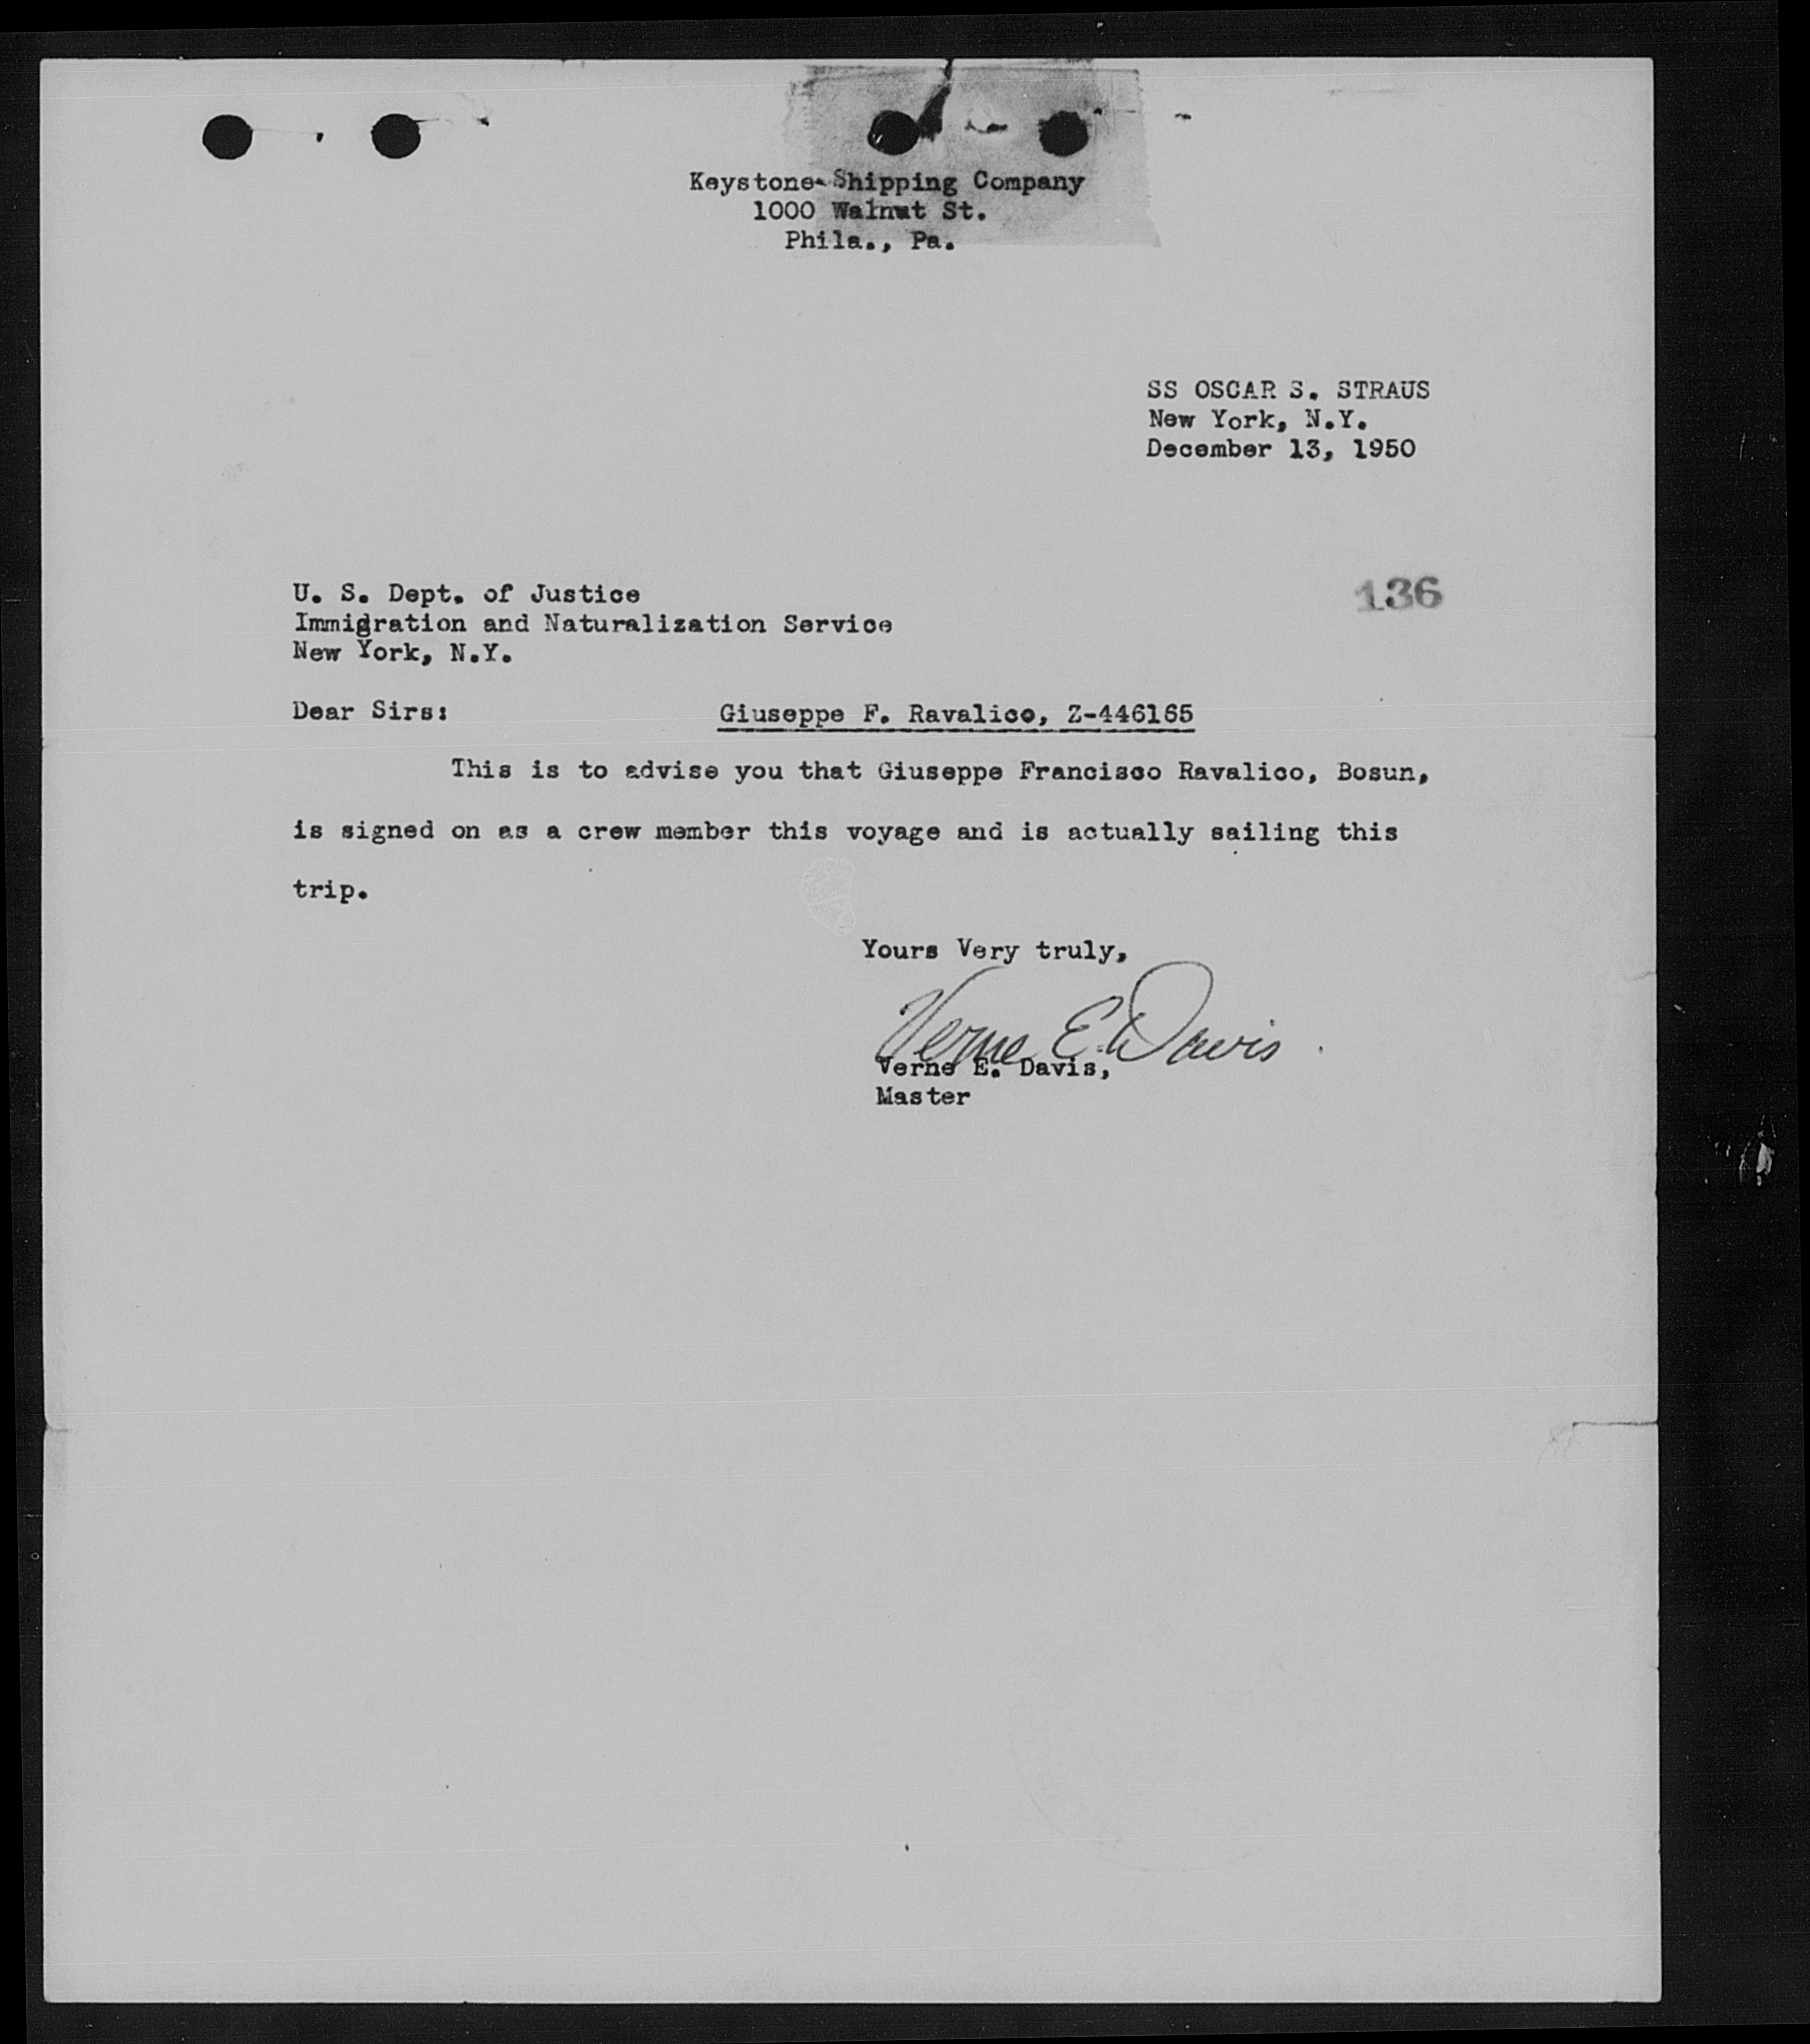 Keystone Shipping Company
1000 Walnut St.
Phila., Pa.
SS OSCAR S. STRAUS
New York, N.Y.
December 13, 1950
136
U. S. Dept. of Justice
Immigration and Naturalization Service
New York, N.Y.
Dear Sirs: Giuseppe F. Ravalico, Z-446165
This is to advise you that Giuseppe Francisco Ravalico, Bosun,
is signed on as a crew member this voyage and is actually sailing this
trip.
Yours Very truly,
Verne E. Davis
Verne E. Davis,
Master